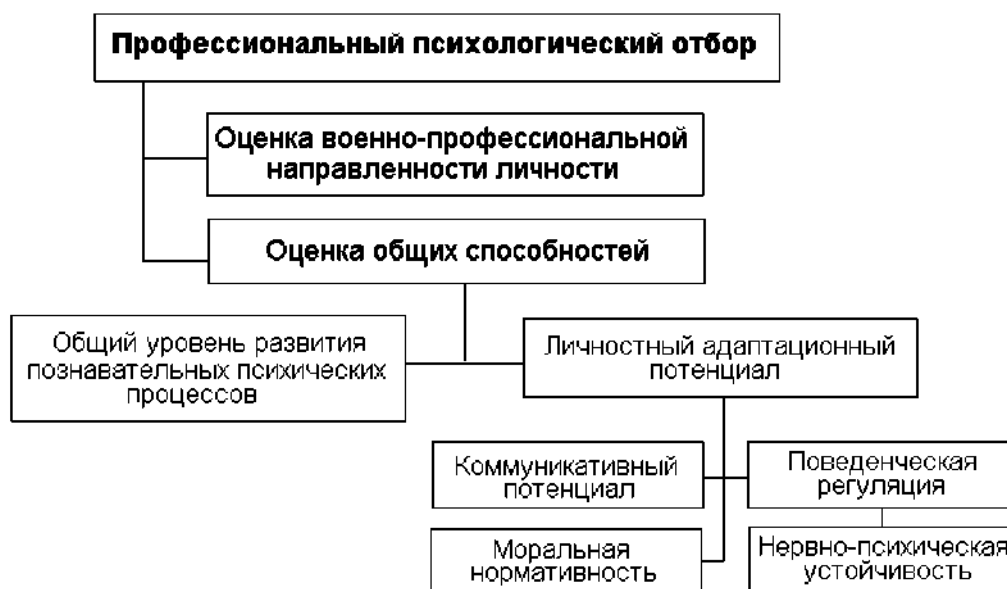 Профессиональный психологический отбор
Оценка военно-профессиональной
направленности личности
Оценка общих способностей
Общий уровень развития
познавательных психических
процессов
Личностный адаптационный
потенциал
Коммуникативный
потенциал
Поведенческая
регуляция
Моральная
нормативность
Нервно-психическая
устойчивость